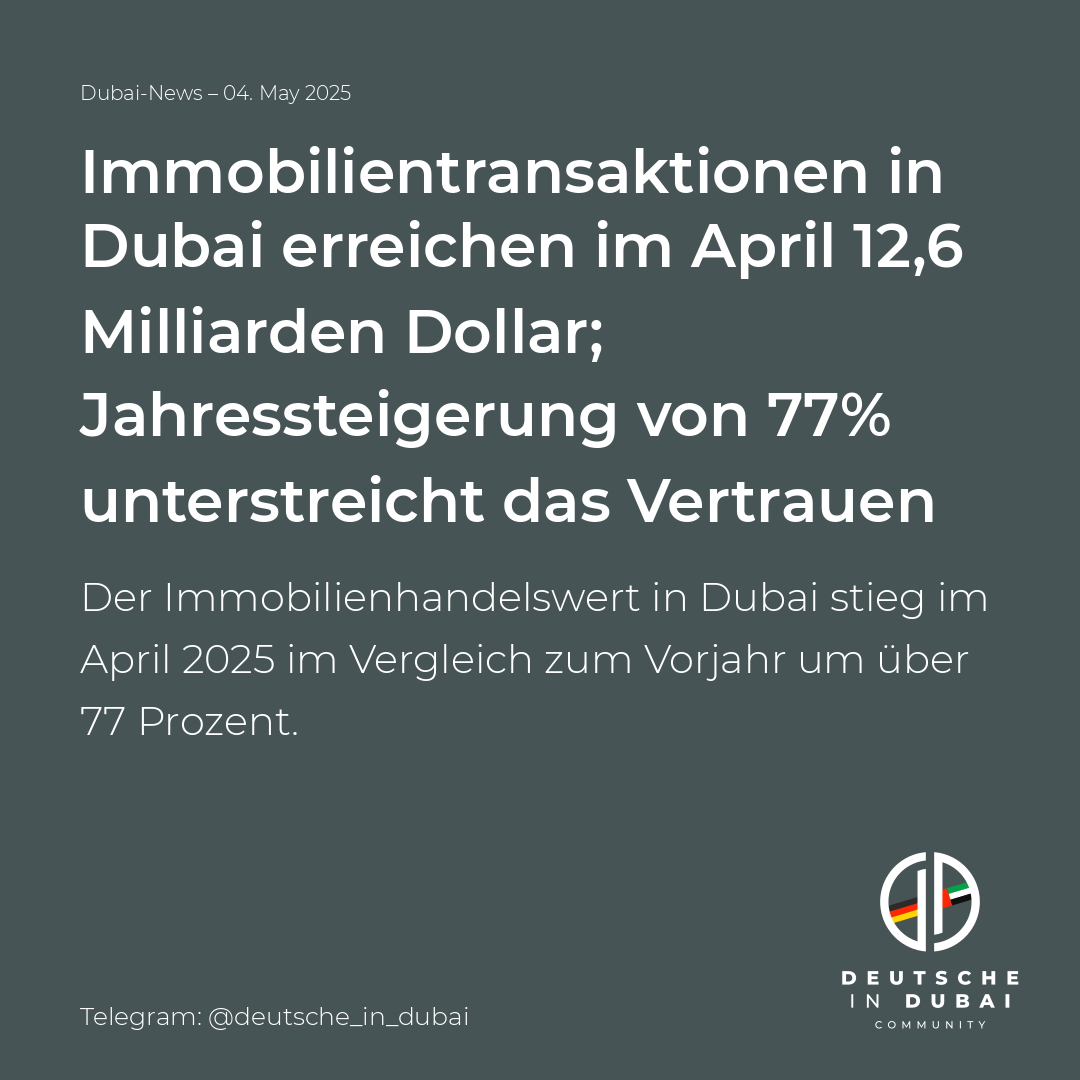 Dubai-News – 04. May 2025
Immobilientransaktionen in
Dubai erreichen im April 12,6
Milliarden Dollar;
Jahressteigerung von 77%
unterstreicht das Vertrauen
Der Immobilienhandelswert in Dubai stieg im
April 2025 im Vergleich zum Vorjahr um über
77 Prozent.
DEUTSCHE
IN DUBAI
COMMUNITY
Telegram: @deutsche_in_dubai